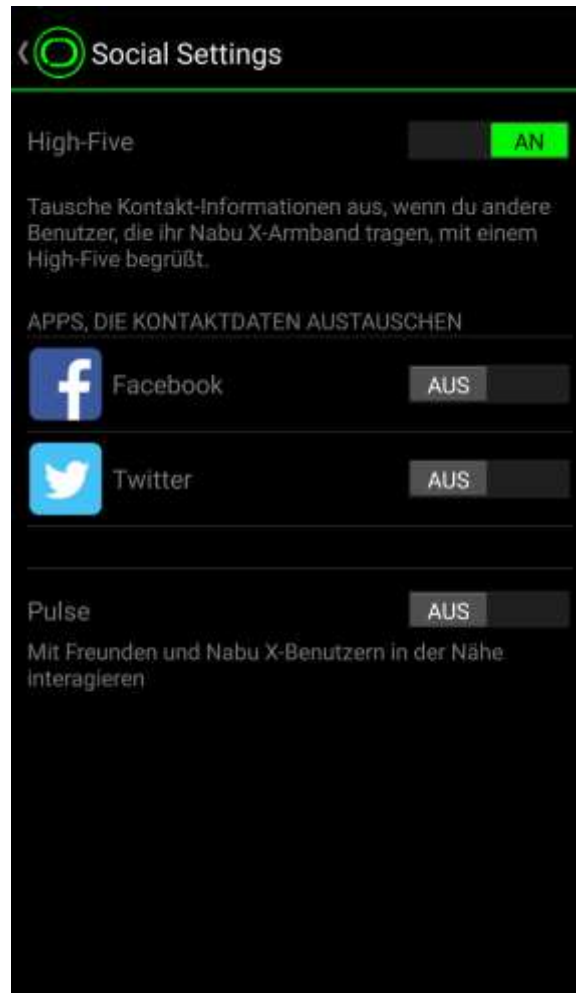 Social Settings
High-Five AN
Tausche Kontakt-Informationen aus, wenn du andere
Benutzer, die ihr Nabu X-Armband tragen, mit einem
High-Five begrüßt.
APPS, DIE KONTAKTDATEN AUSTAUSCHEN
Facebook AUS
Twitter AUS
Pulse AUS
Mit Freunden und Nabu X-Benutzern in der Nähe
interagieren